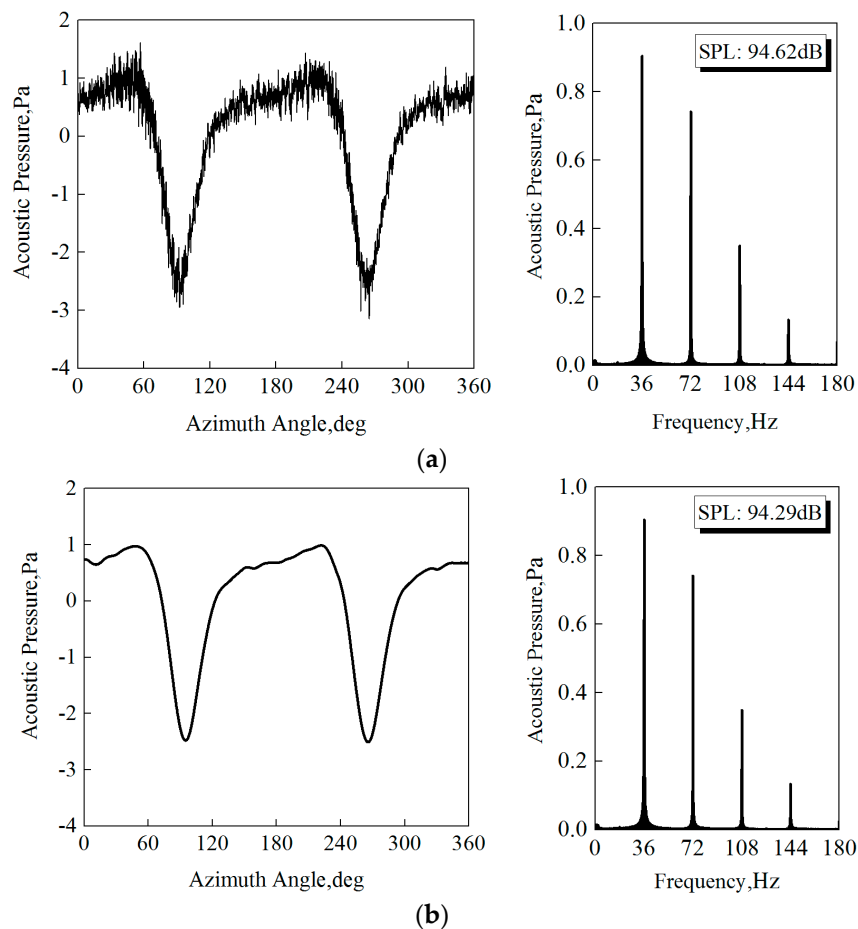 2
1
0
-1
-2
-3
-4
0 60 120 180 240 300 360
Acoustic Pressure,Pa
Azimuth Angle,deg
1.0
0.8
0.6
0.4
0.2
0.0
0 36 72 108 144 180
Acoustic Pressure,Pa
Frequency,Hz
SPL: 94.62dB
(a)
2
1
0
-1
-2
-3
-4
0 60 120 180 240 300 360
Acoustic Pressure,Pa
Azimuth Angle,deg
1.0
0.8
0.6
0.4
0.2
0.0
0 36 72 108 144 180
Acoustic Pressure,Pa
Frequency,Hz
SPL: 94.29dB
(b)